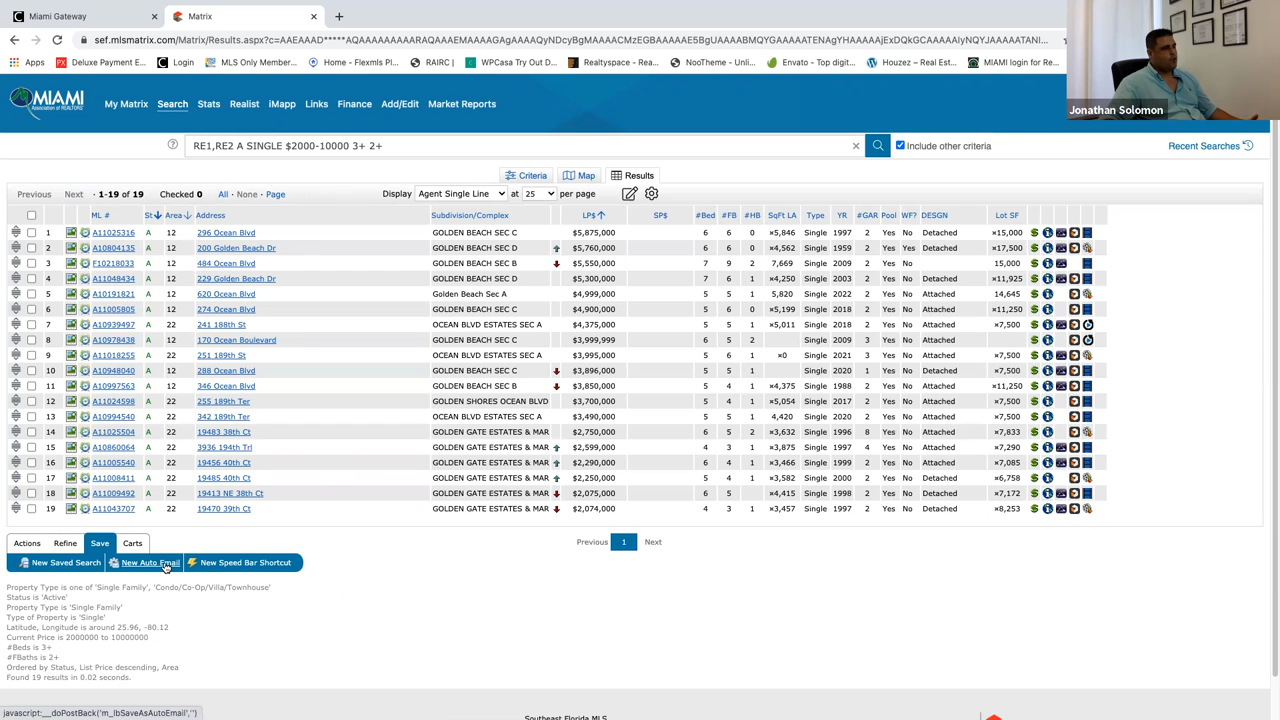 Miami Gateway
Matrix
sef.mlsmatrix.com/Matrix/Results.aspx?c=
Apps Deluxe Payment E... Login MLS Only Member... Home - Flexmls Pr... RAIRC | WPCasa Try Out D... Realtyspace - Rea... NooTheme - Unli... Envato - Top digit... Houzez – Real Est... MIAMI login for Re...
Jonathan Solomon
MIAMI
Association of REALTORS
My Matrix Search Stats Realist iMapp Links Finance Add/Edit Market Reports
RE1,RE2 A SINGLE $2000-10000 3+ 2+
Include other criteria
Recent Searches
Criteria Map Results
Previous Next · 1-19 of 19 Checked 0 All · None · Page Display Agent Single Line at 25 per page
ML # St Area Address Subdivision/Complex LP$ SP$ #Bed #FB #HB SqFt LA Type YR #GAR Pool WF? DESGN Lot SF
1 A11025316 A 12 296 Ocean Blvd GOLDEN BEACH SEC C $5,875,000 6 6 0 ×5,846 Single 1997 2 Yes No Detached ×15,000
2 A10804135 A 12 200 Golden Beach Dr GOLDEN BEACH SEC D $5,760,000 6 6 0 ×4,562 Single 1959 2 Yes Yes Detached ×17,500
3 F10218033 A 12 484 Ocean Blvd GOLDEN BEACH SEC B $5,550,000 7 9 2 7,669 Single 2009 2 Yes No 15,000
4 A11048434 A 12 229 Golden Beach Dr GOLDEN BEACH SEC D $5,300,000 6 6 1 ×4,250 Single 2003 2 Yes No Detached ×11,925
5 A10191821 A 12 620 Ocean Blvd Golden Beach Sec A $4,999,000 5 5 1 5,820 Single 2022 2 Yes No Attached 14,645
6 A11005805 A 12 274 Ocean Blvd GOLDEN BEACH SEC C $4,900,000 6 6 0 ×5,199 Single 2018 2 Yes No Attached ×11,250
7 A10939497 A 22 241 188th St OCEAN BLVD ESTATES SEC A $4,375,000 5 5 1 ×5,011 Single 2018 2 Yes No Attached ×7,500
8 A10978438 A 12 170 Ocean Boulevard GOLDEN BEACH SEC C $3,999,999 6 5 2 Single 2009 3 Yes No Attached
9 A11018255 A 22 251 189th St OCEAN BLVD ESTATES SEC A $3,995,000 5 6 1 ×0 Single 2021 3 Yes No Attached ×7,500
10 A10948040 A 12 288 Ocean Blvd GOLDEN BEACH SEC C $3,896,000 5 5 1 Single 2020 1 Yes No Detached ×7,500
11 A10997563 A 12 346 Ocean Blvd GOLDEN BEACH SEC B $3,850,000 5 4 1 ×4,375 Single 1988 2 Yes No Attached ×11,250
12 A11024598 A 22 255 189th Ter GOLDEN SHORES OCEAN BLVD $3,700,000 5 4 1 ×5,054 Single 2017 2 Yes No Attached ×7,500
13 A10994540 A 22 342 189th Ter OCEAN BLVD ESTATES SEC A $3,490,000 5 4 1 4,420 Single 2020 2 Yes No Attached ×7,500
14 A11025504 A 22 19483 38th Ct GOLDEN GATE ESTATES & MAR $2,750,000 6 5 2 ×3,632 Single 1996 8 Yes No Attached ×7,833
15 A10860064 A 22 3936 194th Trl GOLDEN GATE ESTATES & MAR $2,599,000 4 3 1 ×3,875 Single 1997 4 Yes No Attached ×7,290
16 A11005540 A 22 19456 40th Ct GOLDEN GATE ESTATES & MAR $2,290,000 6 4 1 ×3,466 Single 1999 2 Yes No Attached ×7,085
17 A11008411 A 22 19485 40th Ct GOLDEN GATE ESTATES & MAR $2,250,000 5 4 1 ×3,582 Single 2000 2 Yes No Detached ×6,758
18 A11009492 A 22 19413 NE 38th Ct GOLDEN GATE ESTATES & MAR $2,075,000 6 5 ×4,415 Single 1998 2 Yes No Detached ×7,172
19 A11043707 A 22 19470 39th Ct GOLDEN GATE ESTATES & MAR $2,074,000 4 3 1 ×3,457 Single 1997 2 Yes No Detached ×8,253
Actions Refine Save Carts
Previous 1 Next
New Saved Search New Auto Email New Speed Bar Shortcut
Property Type is one of 'Single Family', 'Condo/Co-Op/Villa/Townhouse'
Status is 'Active'
Property Type is 'Single Family'
Type of Property is 'Single'
Latitude, Longitude is around 25.96, -80.12
Current Price is 2000000 to 10000000
#Beds is 3+
#FBaths is 2+
Ordered by Status, List Price descending, Area
Found 19 results in 0.02 seconds.
javascript:__doPostBack('m_lbSaveAsAutoEmail','')
Southeast Florida MLS